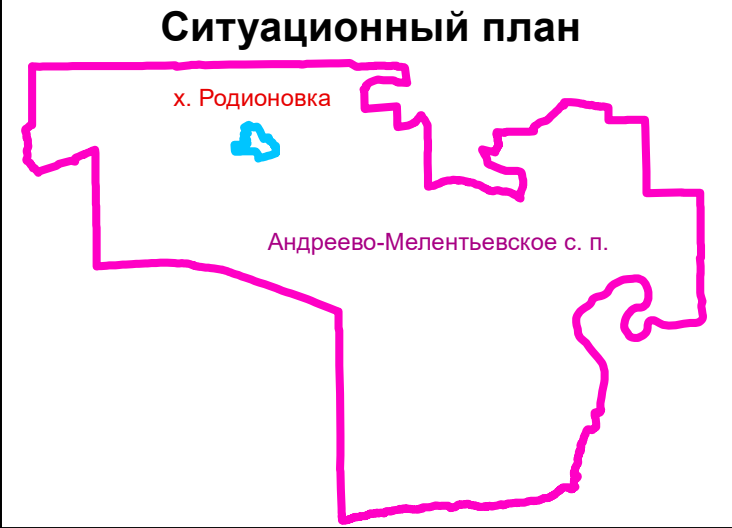 Ситуационный план
х. Родионовка
Андреево-Мелентьевское с. п.